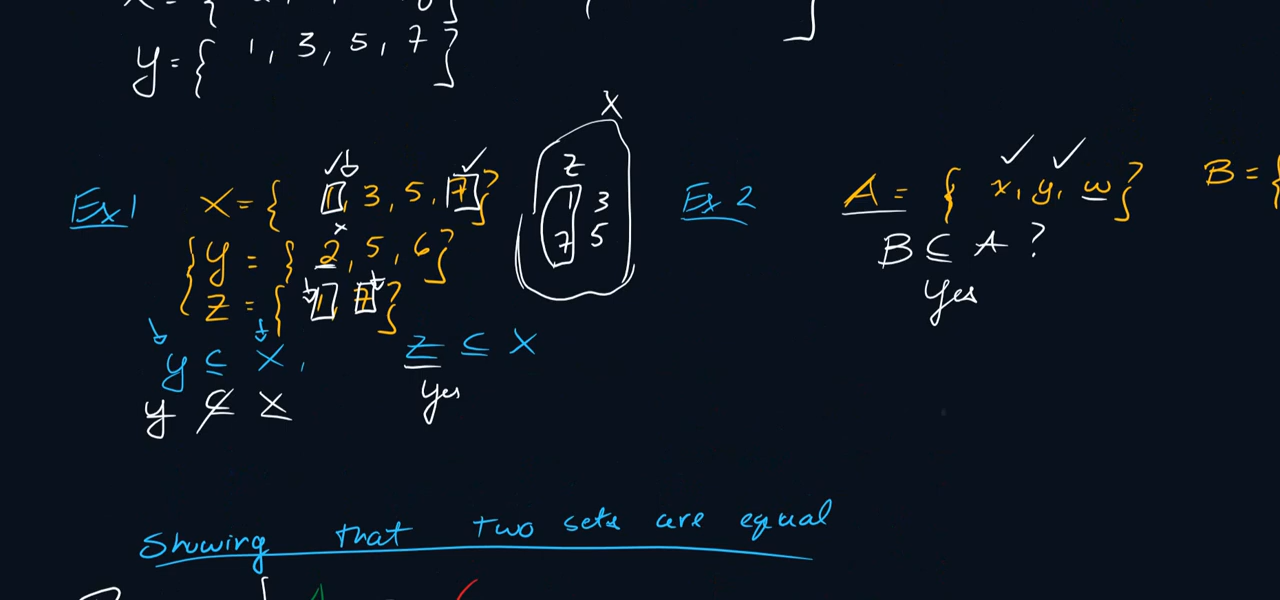 y = { 1, 3, 5, 7 }
X
Ex 1
X = { 1, 3, 5, 7 }
y = { 2, 5, 6 }
Z = { 1, 7 }
y ⊆ X,
y ⊈ X
Z ⊆ X
Yes
Z
1 3
7 5
Ex 2
A = { x, y, w }
B = {
B ⊆ A ?
Yes
Showing that two sets are equal